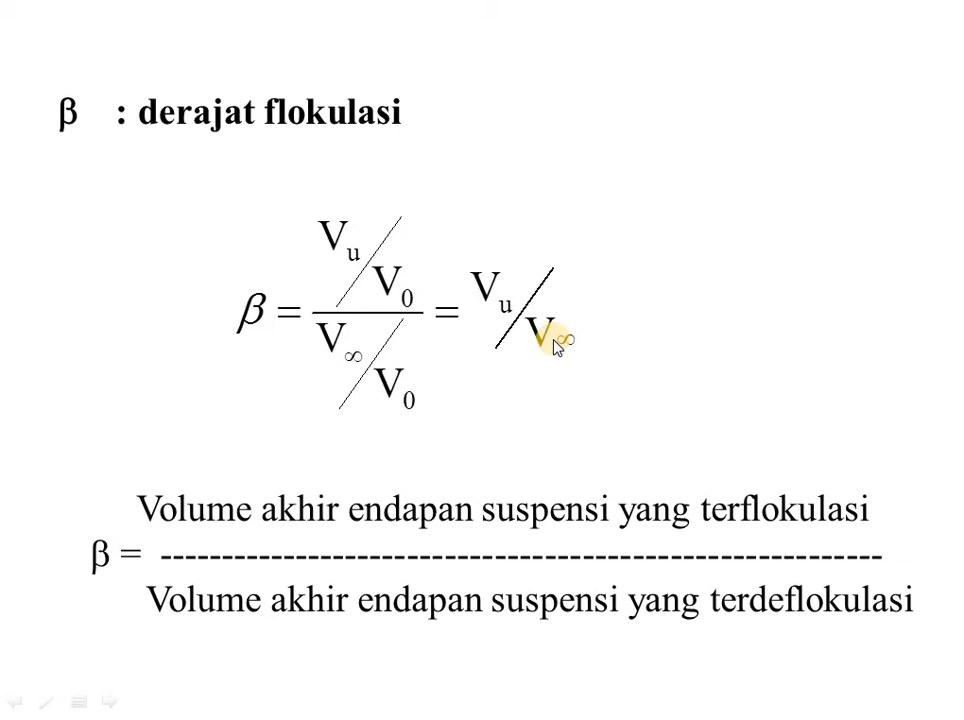 β : derajat flokulasi
β = (Vu/V0) / (V∞/V0) = Vu/V∞
Volume akhir endapan suspensi yang terflokulasi
β = -----------------------------------------------------------
Volume akhir endapan suspensi yang terdeflokulasi